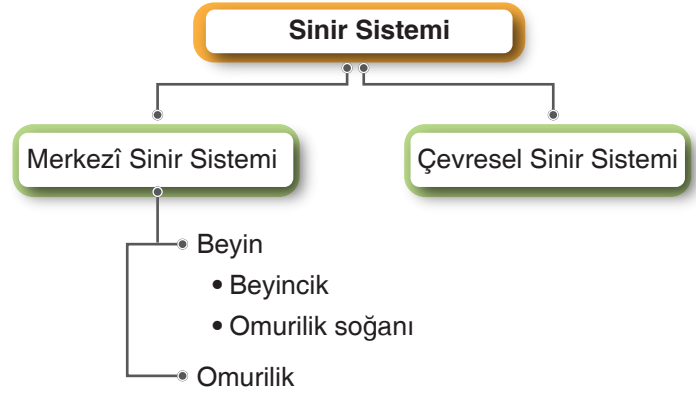 Sinir Sistemi
Merkezî Sinir Sistemi
Çevresel Sinir Sistemi
Beyin
• Beyincik
• Omurilik soğanı
Omurilik